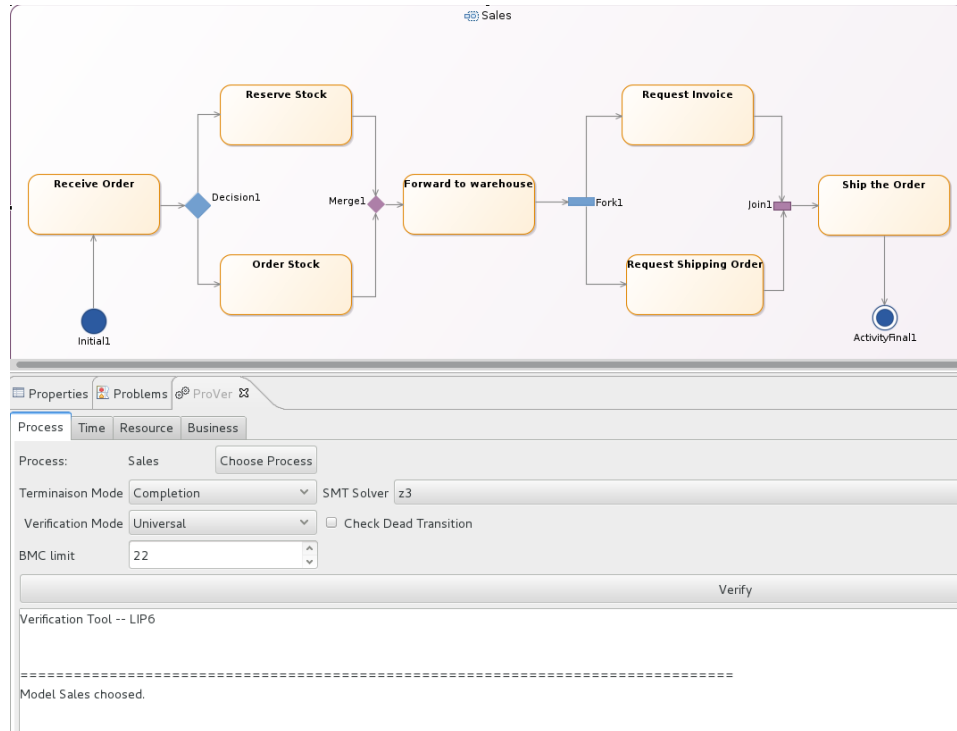 Sales
Reserve Stock
Request Invoice
Receive Order
Decision1
Merge1
Forward to warehouse
Fork1
Join1
Ship the Order
Order Stock
Request Shipping Order
Initial1
ActivityFinal1
Properties Problems ProVer
Process Time Resource Business
Process: Sales Choose Process
Terminaison Mode Completion SMT Solver z3
Verification Mode Universal Check Dead Transition
BMC limit 22
Verify
Verification Tool -- LIP6
================================================================================
Model Sales choosed.